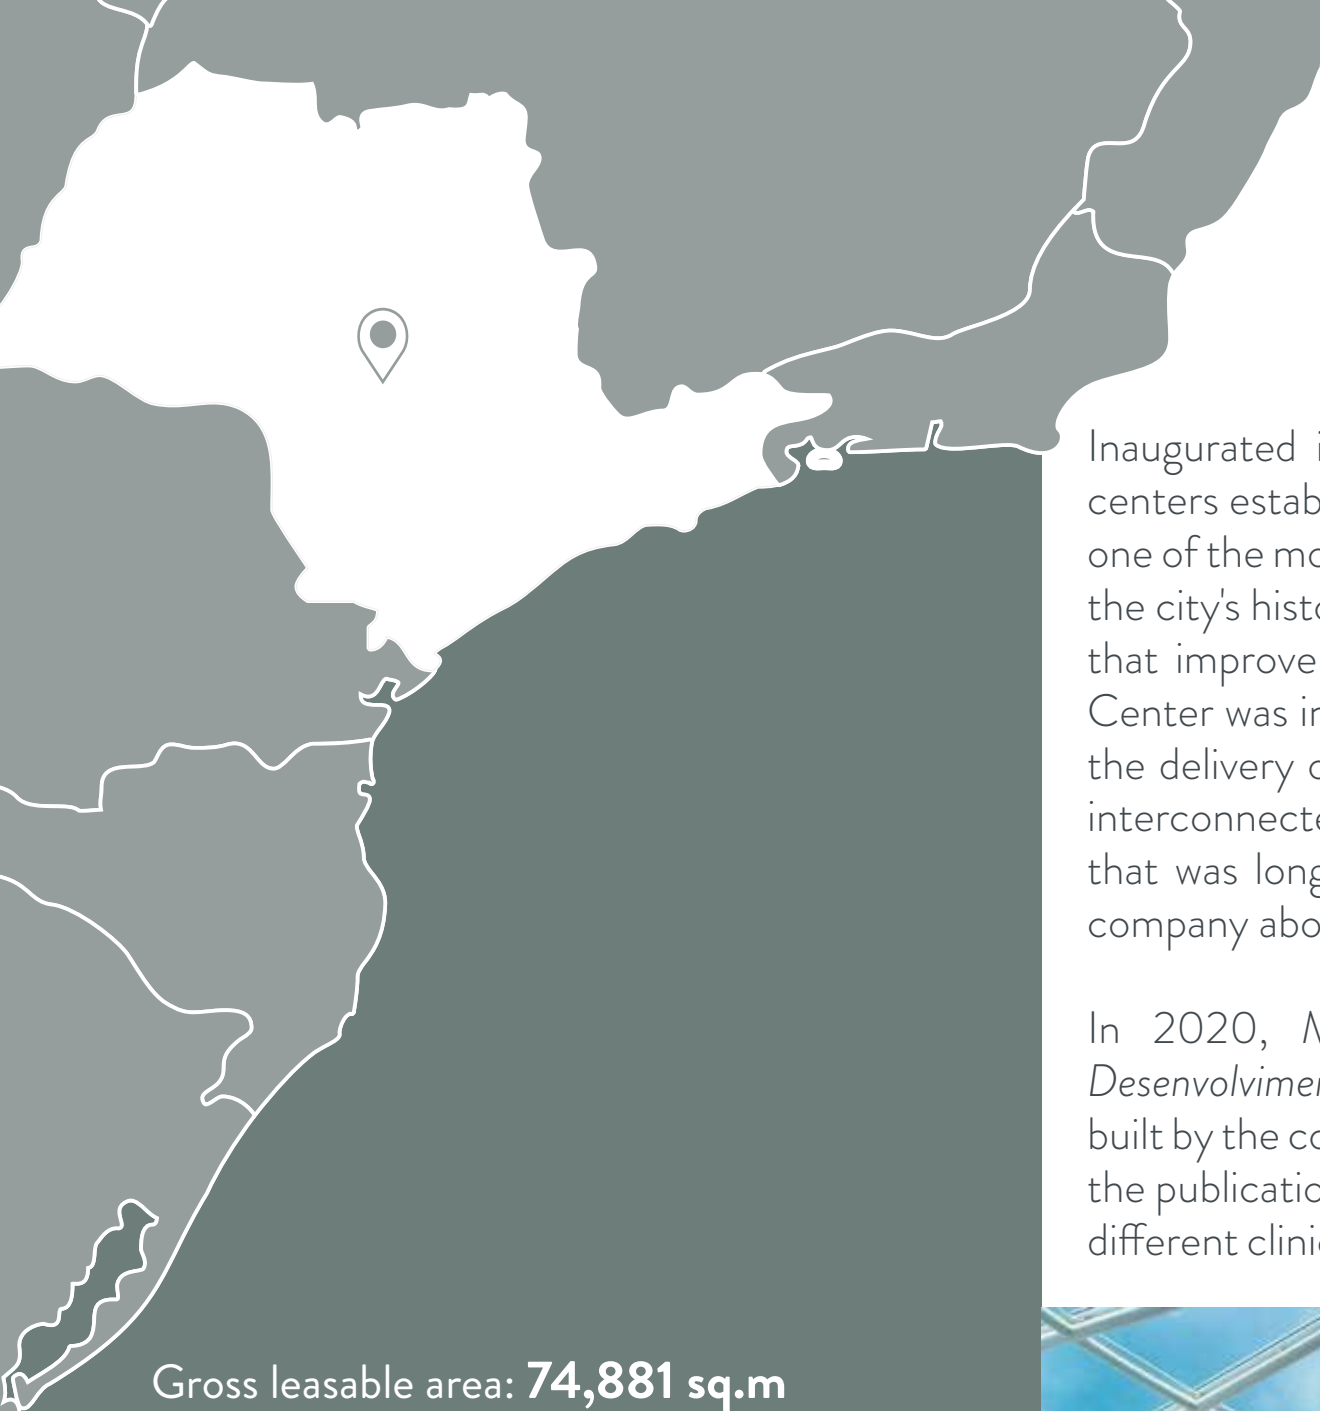 Inaugurated
centers estab
one of the mo
the city's histo
that improve
Center was in
the delivery
interconnecte
that was long
company abo
In 2020,
Desenvolvimen
built by the co
the publicatio
different clini
Gross leasable area: 74,881 sq.m